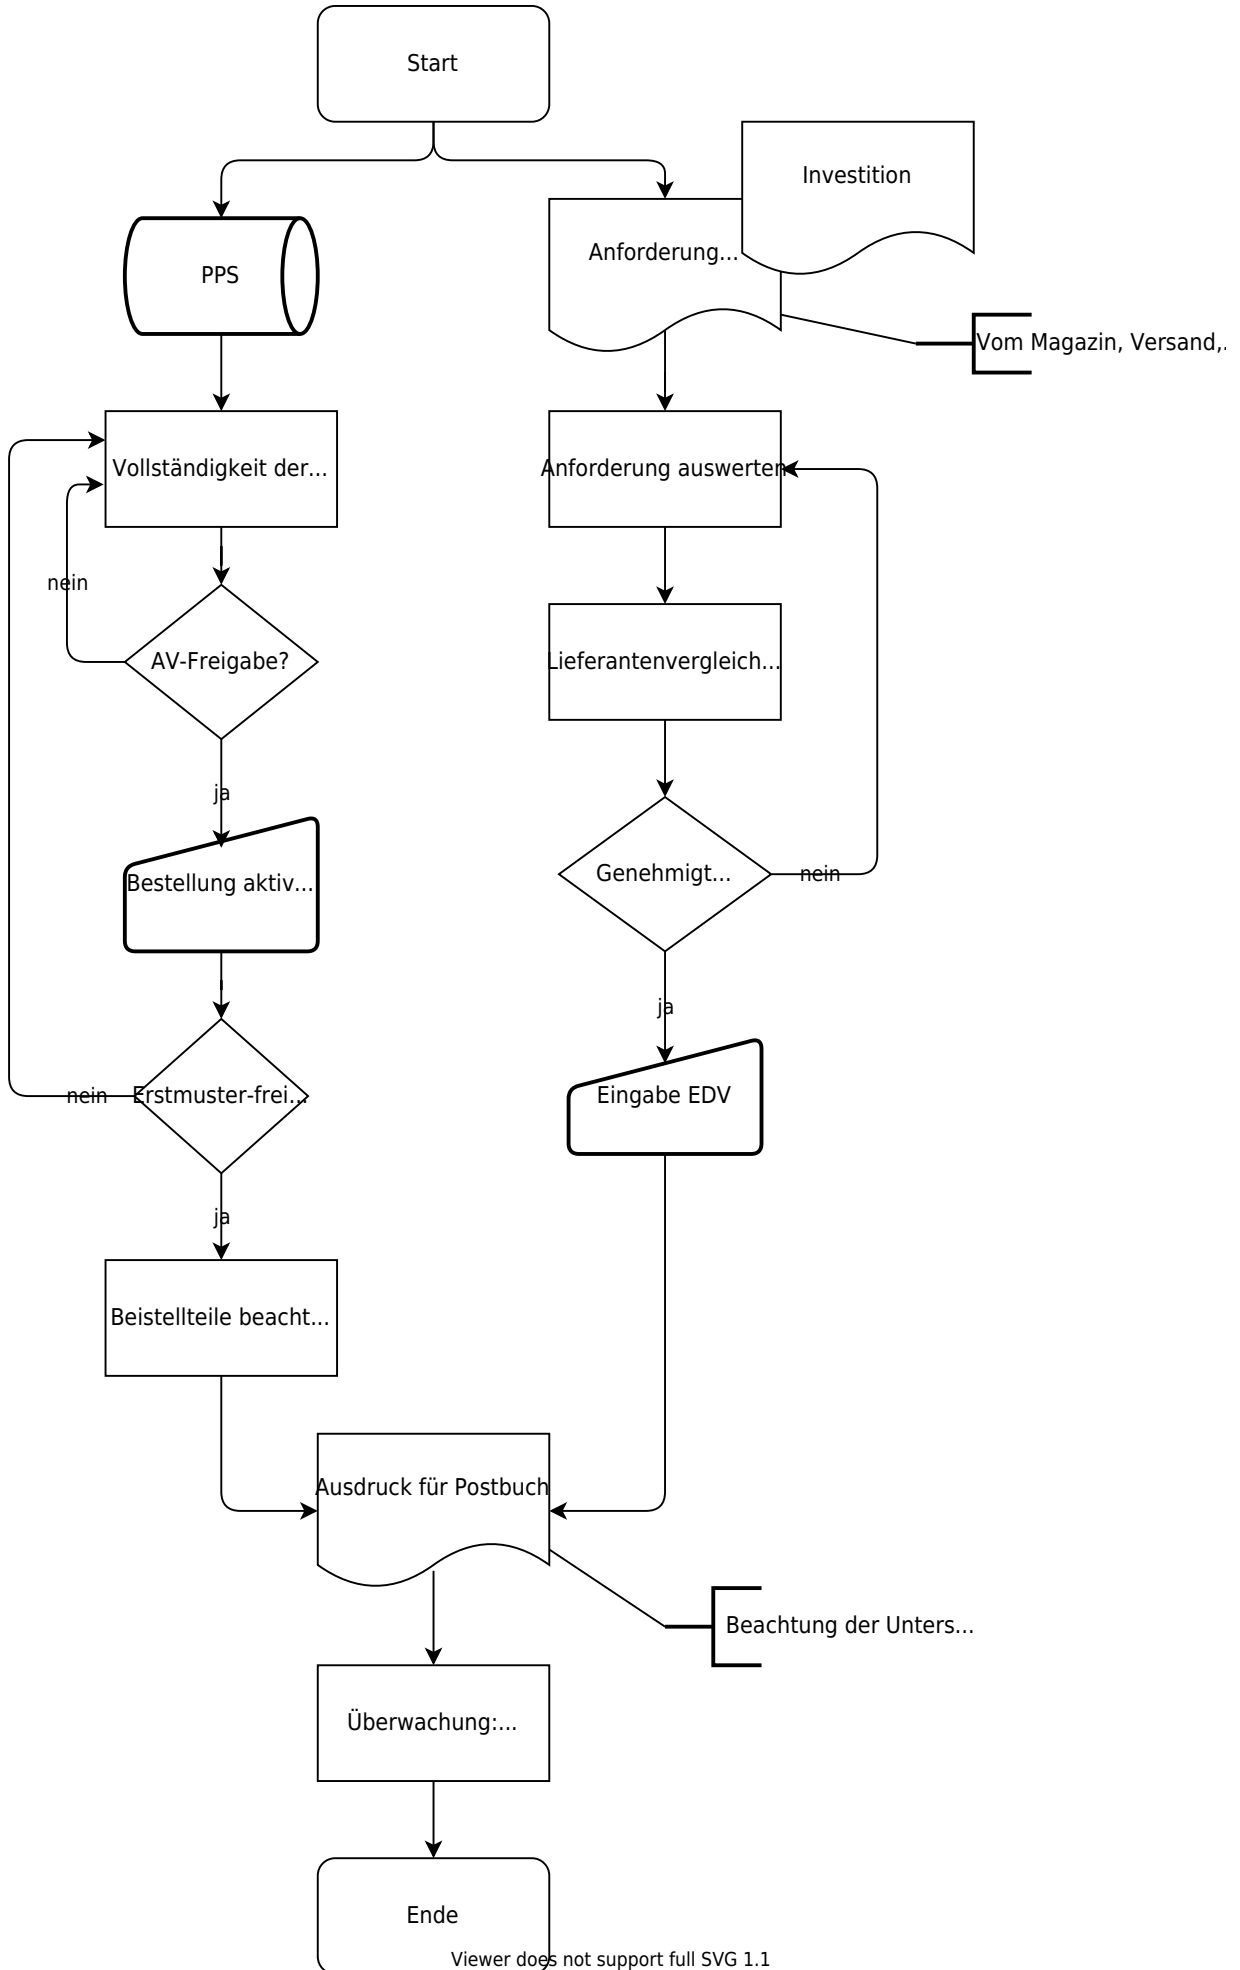 Start
Investition
Anforderung...
PPS
Vom Magazin, Versand,.
Vollständigkeit der...
Anforderung auswerten
nein
AV-Freigabe?
Lieferantenvergleich...
ja
Bestellung aktiv...
Genehmigt...
nein
ja
nein
Erstmuster-frei...
Eingabe EDV
ja
Beistellteile beacht...
Ausdruck für Postbuch
Beachtung der Unters...
Überwachung:...
Ende
Viewer does not support full SVG 1.1